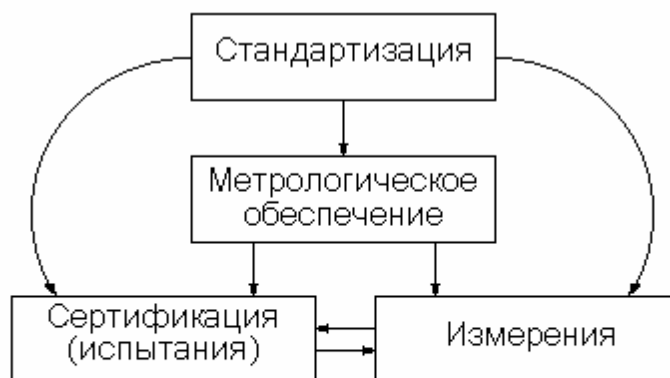 Стандартизация
Метрологическое
обеспечение
Сертификация
(испытания)
Измерения